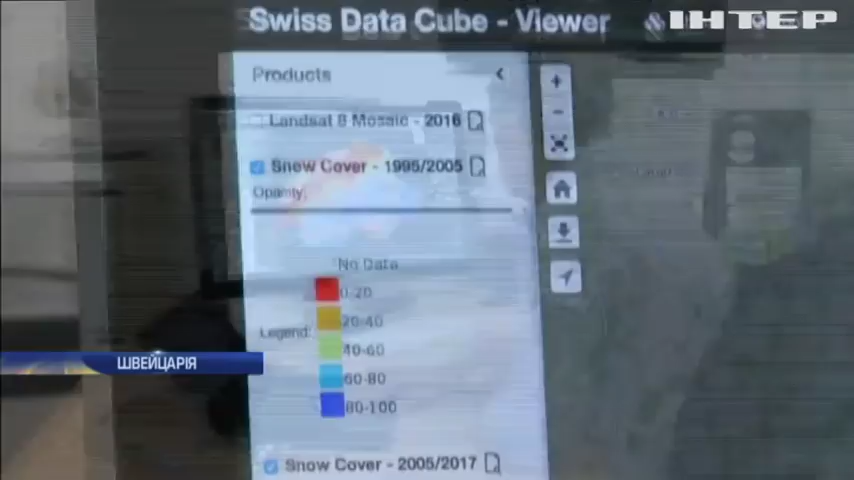 Swiss Data Cube - Viewer
ІНТЕР
Products
Landsat 8 Mosaic - 2016
Snow Cover - 1995/2005
Opacity:
No Data
0-20
20-40
Legend:
40-60
60-80
80-100
ШВЕЙЦАРІЯ
Snow Cover - 2005/2017